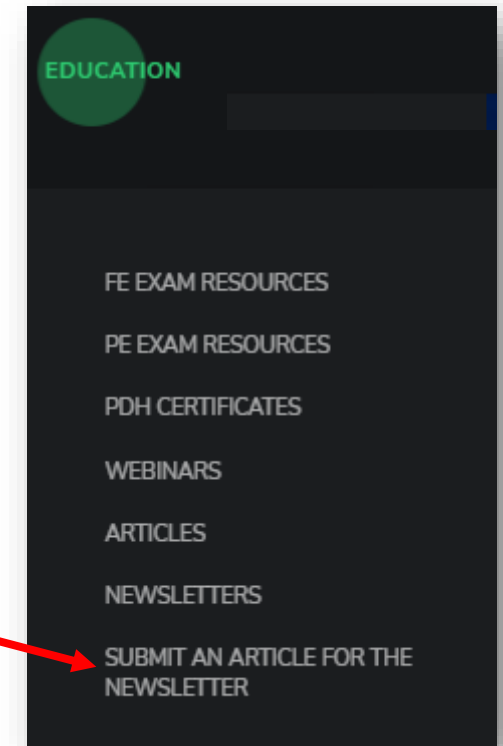 EDUCATION
FE EXAM RESOURCES
PE EXAM RESOURCES
PDH CERTIFICATES
WEBINARS
ARTICLES
NEWSLETTERS
SUBMIT AN ARTICLE FOR THE
NEWSLETTER